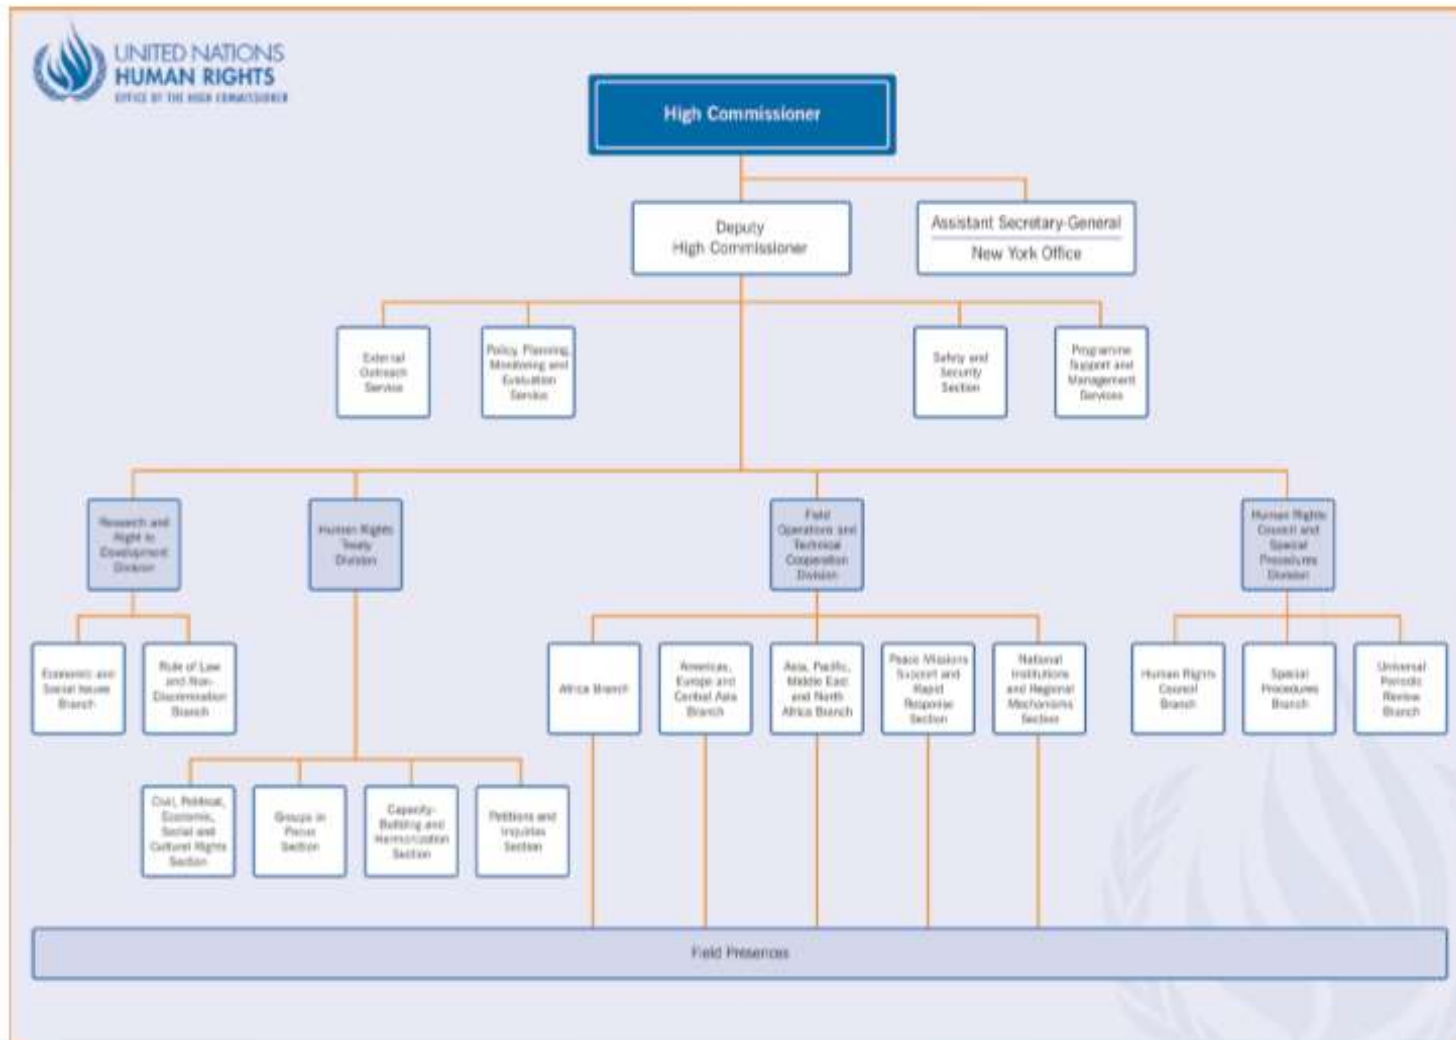 UNITED NATIONS
HUMAN RIGHTS
OFFICE OF THE HIGH COMMISSIONER
High Commissioner
Deputy
High Commissioner
Assistant Secretary-General
New York Office
External
Outreach
Service
Policy, Planning,
Monitoring and
Evaluation
Service
Safety and
Security
Section
Programme
Support and
Management
Services
Research and
Right to
Development
Division
Human Rights
Treaty
Division
Field
Operations and
Technical
Cooperation
Division
Human Rights
Council and
Special
Procedures
Division
Economic and
Social Issues
Branch
Rule of Law
and Non-
Discrimination
Branch
Africa Branch
Americas,
Europe and
Central Asia
Branch
Asia, Pacific,
Middle East
and North
Africa Branch
Peace Missions
Support and
Rapid
Response
Section
National
Institutions
and Regional
Mechanisms
Section
Human Rights
Council
Branch
Special
Procedures
Branch
Universal
Periodic
Review
Branch
Civil, Political,
Economic,
Social and
Cultural Rights
Section
Groups in
Focus
Section
Capacity-
Building and
Harmonization
Section
Petitions and
Inquiries
Section
Field Presences